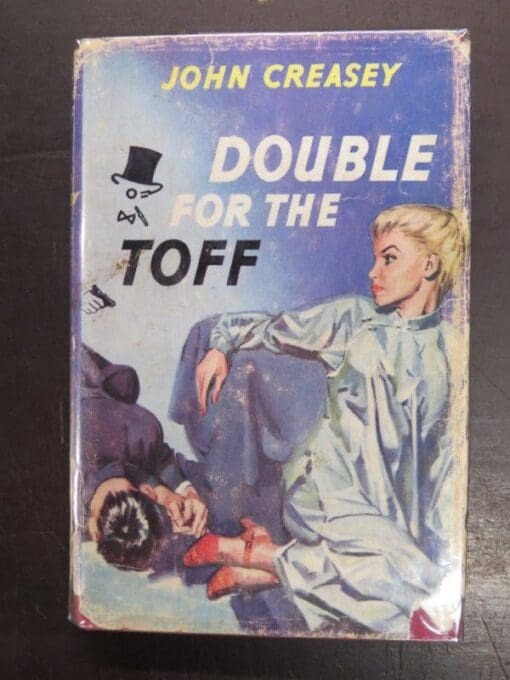 JOHN CREASEY
DOUBLE
FOR THE
TOFF